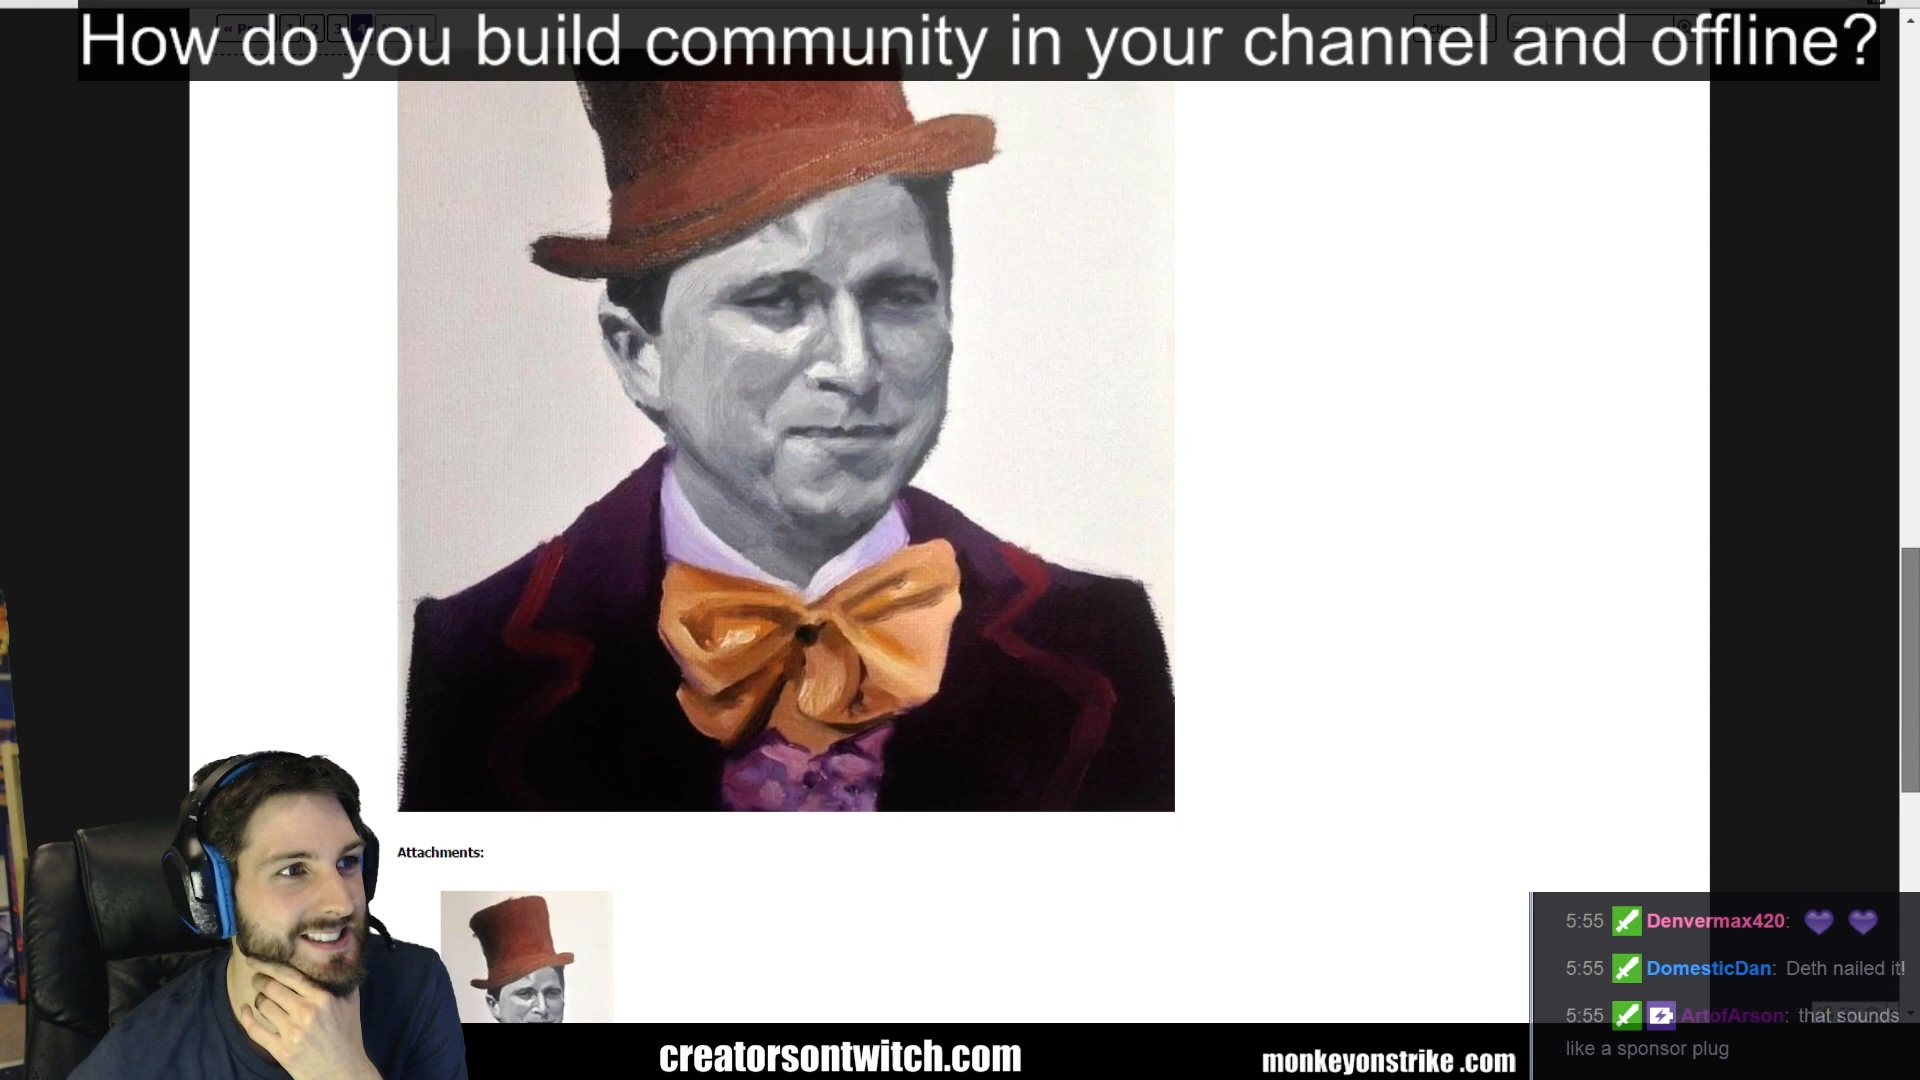 How do you build community in your channel and offline?
Attachments:
5:55 Denvermax420:
5:55 DomesticDan: Deth nailed it!
5:55 ArtofArson: that sounds
like a sponsor plug
creatorsontwitch.com
monkeyonstrike .com